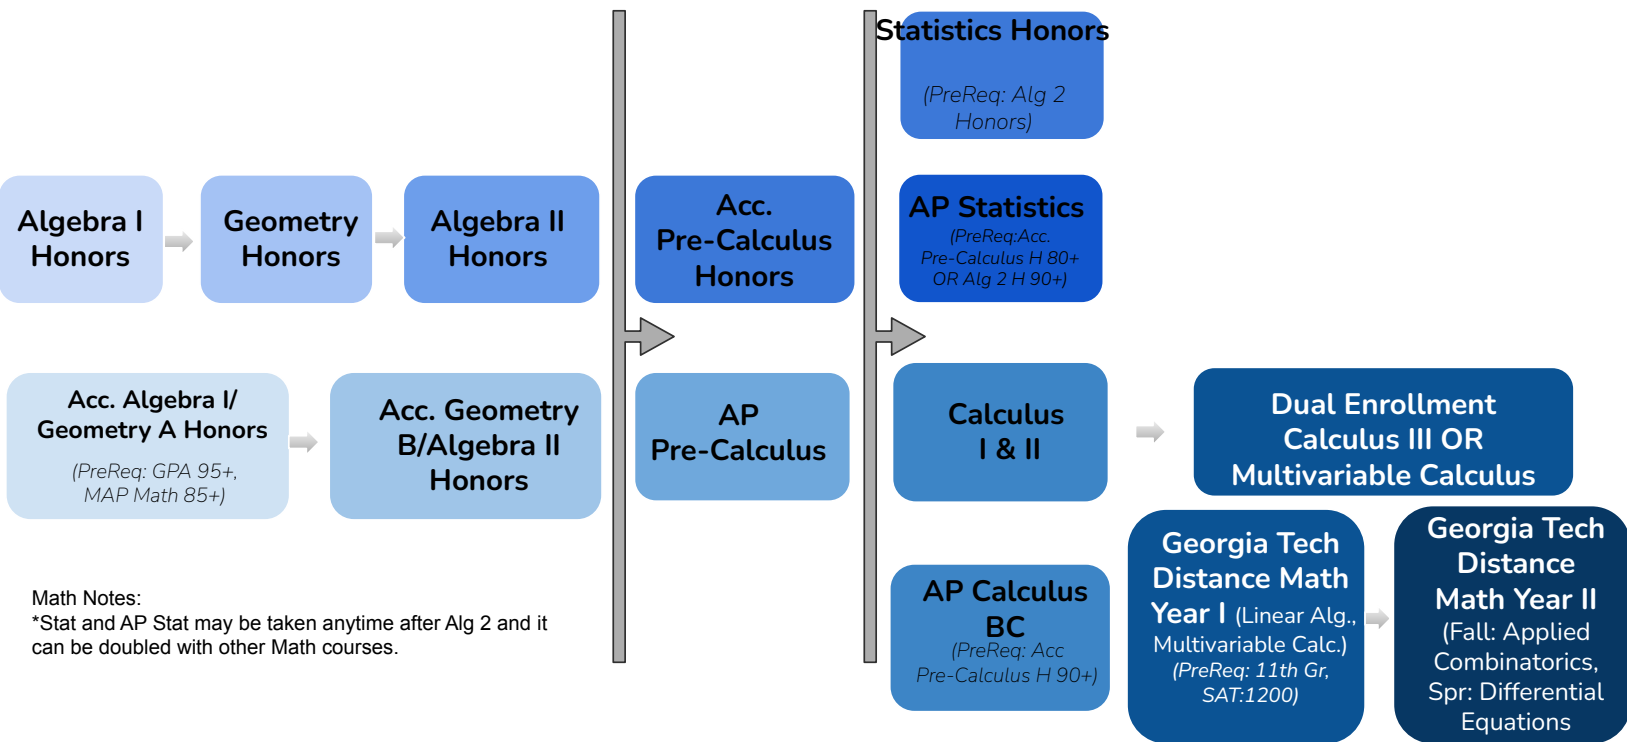 Statistics Honors
(PreReq: Alg 2
Honors)
Algebra I
Honors
Geometry
Honors
Algebra II
Honors
Acc.
Pre-Calculus
Honors
AP Statistics
(PreReq:Acc.
Pre-Calculus H 80+
OR Alg 2 H 90+)
Acc. Algebra I/
Geometry A Honors
(PreReq: GPA 95+,
MAP Math 85+)
Acc. Geometry
B/Algebra II
Honors
AP
Pre-Calculus
Calculus
I & II
Dual Enrollment
Calculus III OR
Multivariable Calculus
AP Calculus
BC
(PreReq: Acc
Pre-Calculus H 90+)
Georgia Tech
Distance Math
Year I (Linear Alg.,
Multivariable Calc.)
(PreReq: 11th Gr,
SAT:1200)
Georgia Tech
Distance
Math Year II
(Fall: Applied
Combinatorics,
Spr: Differential
Equations
Math Notes:
*Stat and AP Stat may be taken anytime after Alg 2 and it
can be doubled with other Math courses.